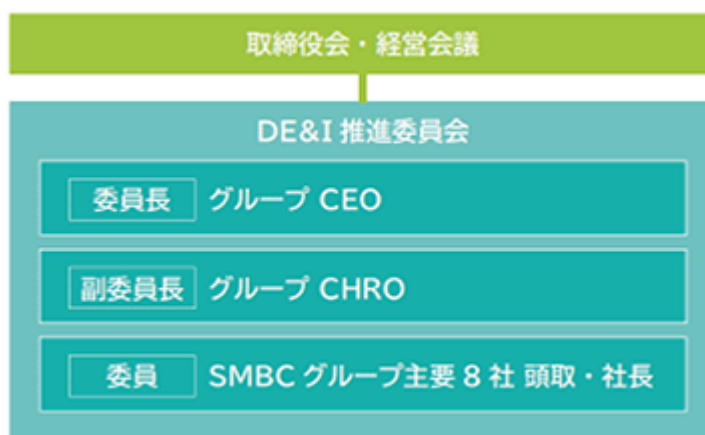 取締役会・経営会議
DE&I 推進委員会
委員長 グループ CEO
副委員長 グループ CHRO
委員 SMBC グループ主要 8 社 頭取・社長